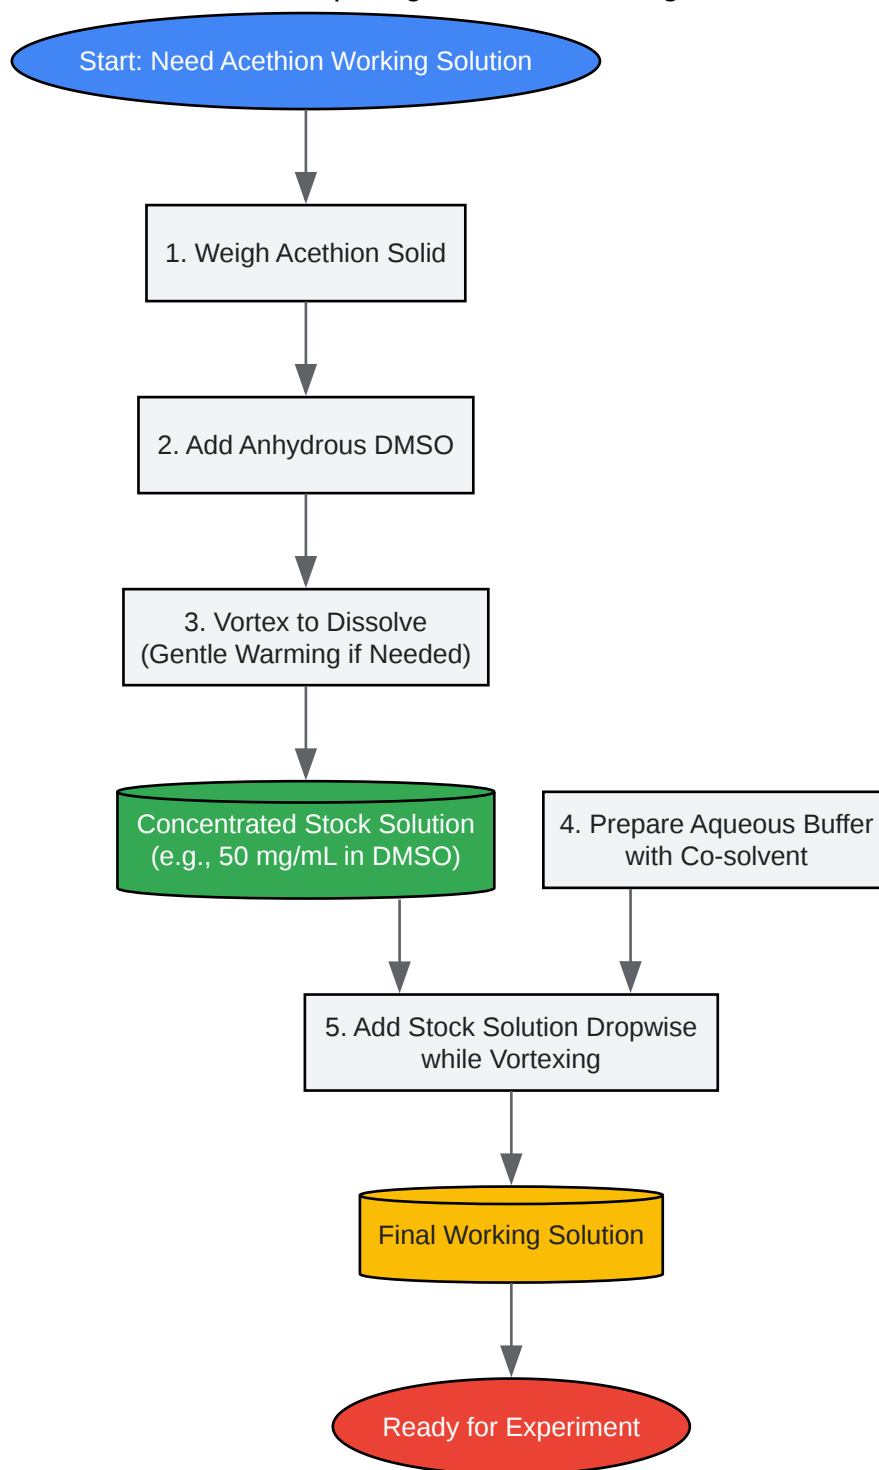 Start: Need Acethion Working Solution
1. Weigh Acethion Solid
2. Add Anhydrous DMSO
3. Vortex to Dissolve
(Gentle Warming if Needed)
Concentrated Stock Solution
(e.g., 50 mg/mL in DMSO)
4. Prepare Aqueous Buffer
with Co-solvent
5. Add Stock Solution Dropwise
while Vortexing
Final Working Solution
Ready for Experiment